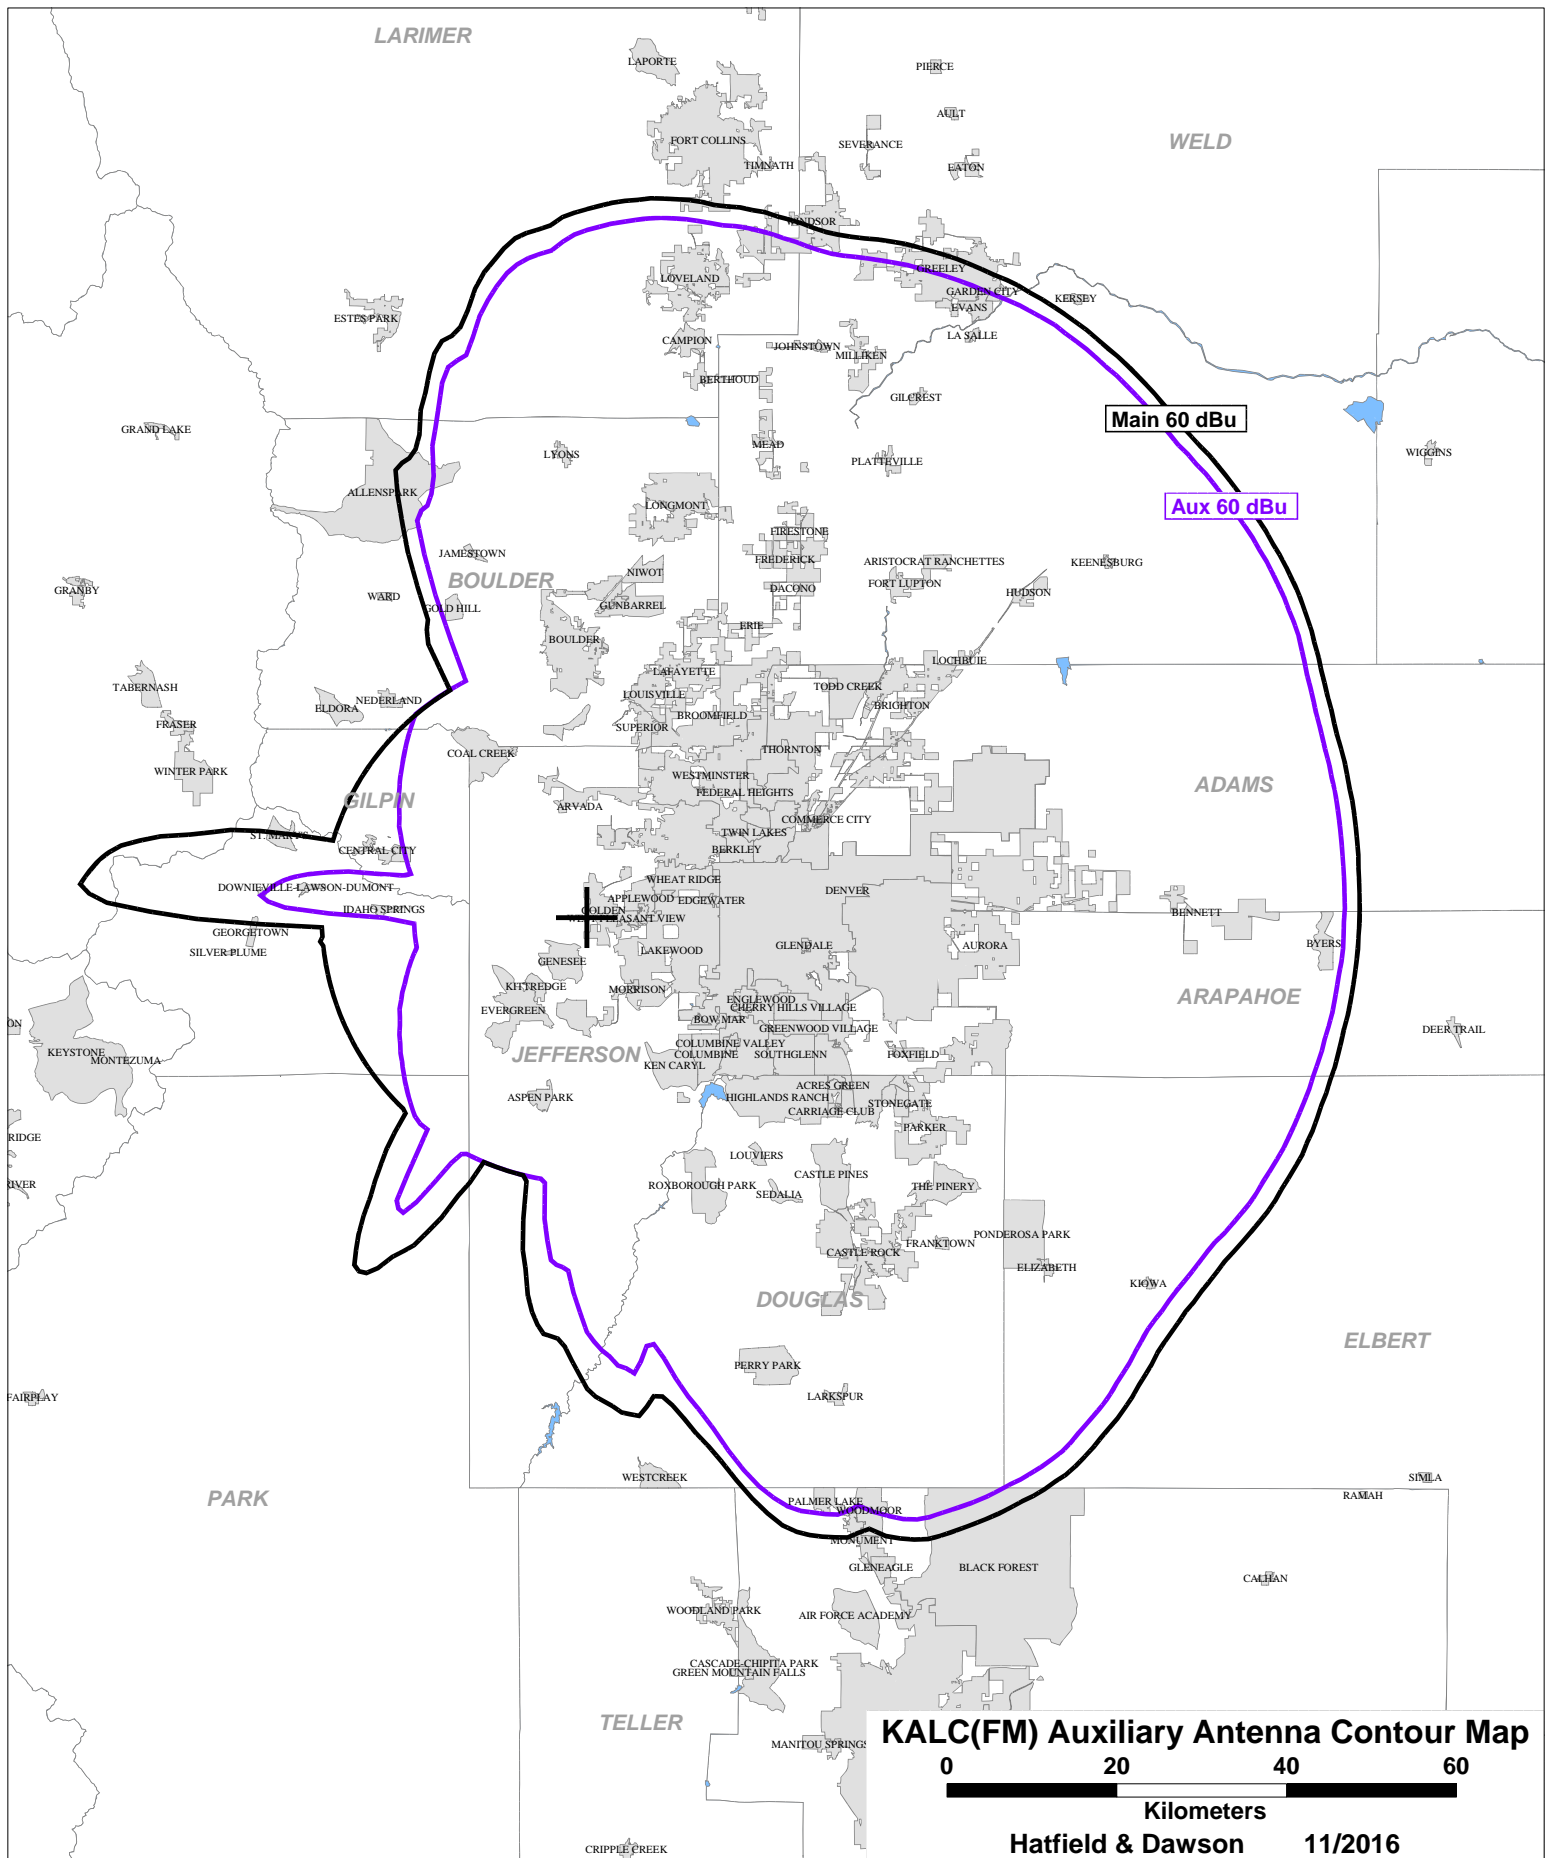 LARIMER
LAPORTE
PIERCE
AULT
FORT COLLINS
SEVERANCE
WELD
TIMNATH
EATON
WINDSOR
GREELEY
LOVELAND
GARDEN CITY
KERSEY
EVANS
ESTES PARK
LA SALLE
CAMPION
JOHNSTOWN
MILLIKEN
BERTHOUD
GILCREST
Main 60 dBu
GRAND LAKE
LYONS
MEAD
PLATTEVILLE
WIGGINS
ALLENSPARK
LONGMONT
Aux 60 dBu
FIRESTONE
JAMESTOWN
FREDERICK
ARISTOCRAT RANCHETTES
KEENESBURG
BOULDER
NIWOT
FORT LUPTON
GRANBY
DACONO
HUDSON
WARD
GOLD HILL
GUNBARREL
ERIE
BOULDER
LOCHBUIE
LAFAYETTE
TABERNASH
TODD CREEK
LOUISVILLE
NEDERLAND
ELDORA
BRIGHTON
BROOMFIELD
FRASER
SUPERIOR
COAL CREEK
THORNTON
WINTER PARK
WESTMINSTER
ADAMS
FEDERAL HEIGHTS
GILPIN
ARVADA
COMMERCE CITY
ST. MARY'S
TWIN LAKES
CENTRAL CITY
BERKLEY
WHEAT RIDGE
DOWNIEVILLE-LAWSON-DUMONT
DENVER
APPLEWOOD
EDGEWATER
IDAHO SPRINGS
GOLDEN
BENNETT
WEST PLEASANT VIEW
GEORGETOWN
BYERS
GLENDALE
AURORA
SILVER PLUME
LAKEWOOD
GENESEE
KITTREDGE
MORRISON
ARAPAHOE
ENGLEWOOD
CHERRY HILLS VILLAGE
EVERGREEN
BOW MAR
ON
GREENWOOD VILLAGE
DEER TRAIL
COLUMBINE VALLEY
KEYSTONE
JEFFERSON
COLUMBINE
SOUTHGLENN
FOXFIELD
MONTEZUMA
KEN CARYL
ACRES GREEN
ASPEN PARK
HIGHLANDS RANCH
STONEGATE
CARRIAGE CLUB
PARKER
RIDGE
LOUVIERS
CASTLE PINES
RIVER
ROXBOROUGH PARK
THE PINERY
SEDALIA
PONDEROSA PARK
FRANKTOWN
CASTLE ROCK
ELIZABETH
KIOWA
DOUGLAS
ELBERT
PERRY PARK
FAIRPLAY
LARKSPUR
WESTCREEK
SIMLA
PARK
RAMAH
PALMER LAKE
WOODMOOR
MONUMENT
GLENEAGLE
BLACK FOREST
CALHAN
WOODLAND PARK
AIR FORCE ACADEMY
CASCADE-CHIPITA PARK
GREEN MOUNTAIN FALLS
TELLER
MANITOU SPRINGS
KALC(FM) Auxiliary Antenna Contour Map
0 20 40 60
Kilometers
Hatfield & Dawson 11/2016
CRIPPLE CREEK